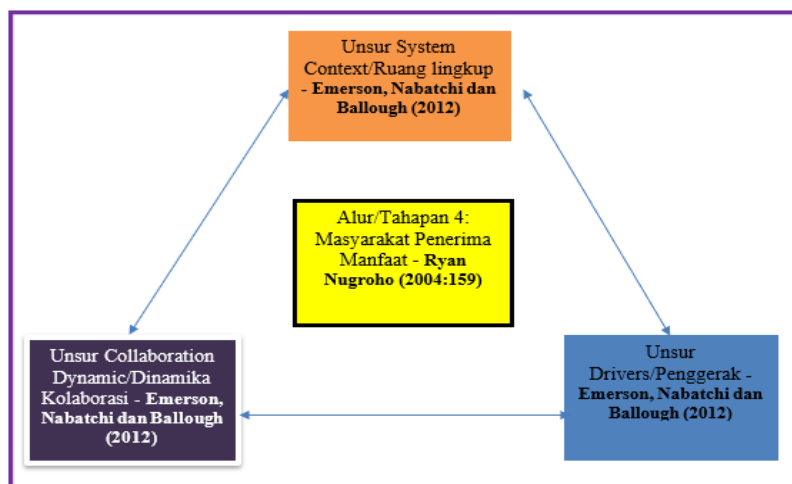 Unsur System
Context/Ruang lingkup
- Emerson, Nabatchi dan
Ballough (2012)
Alur/Tahapan 4:
Masyarakat Penerima
Manfaat - Ryan
Nugroho (2004:159)
Unsur Collaboration
Dynamic/Dinamika
Kolaborasi - Emerson,
Nabatchi dan Ballough
(2012)
Unsur
Drivers/Penggerak -
Emerson, Nabatchi dan
Ballough (2012)